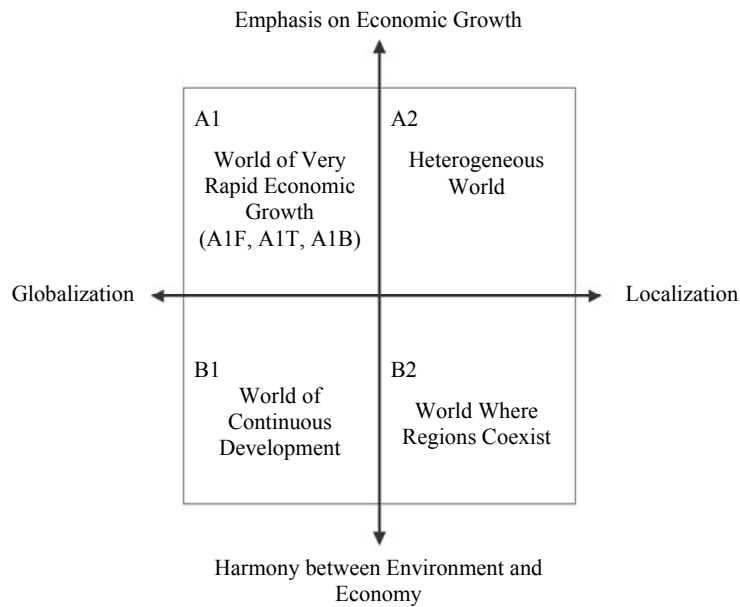 Emphasis on Economic Growth
A1
World of Very
Rapid Economic
Growth
(A1F, A1T, A1B)
A2
Heterogeneous
World
Globalization
Localization
B1
World of
Continuous
Development
B2
World Where
Regions Coexist
Harmony between Environment and
Economy